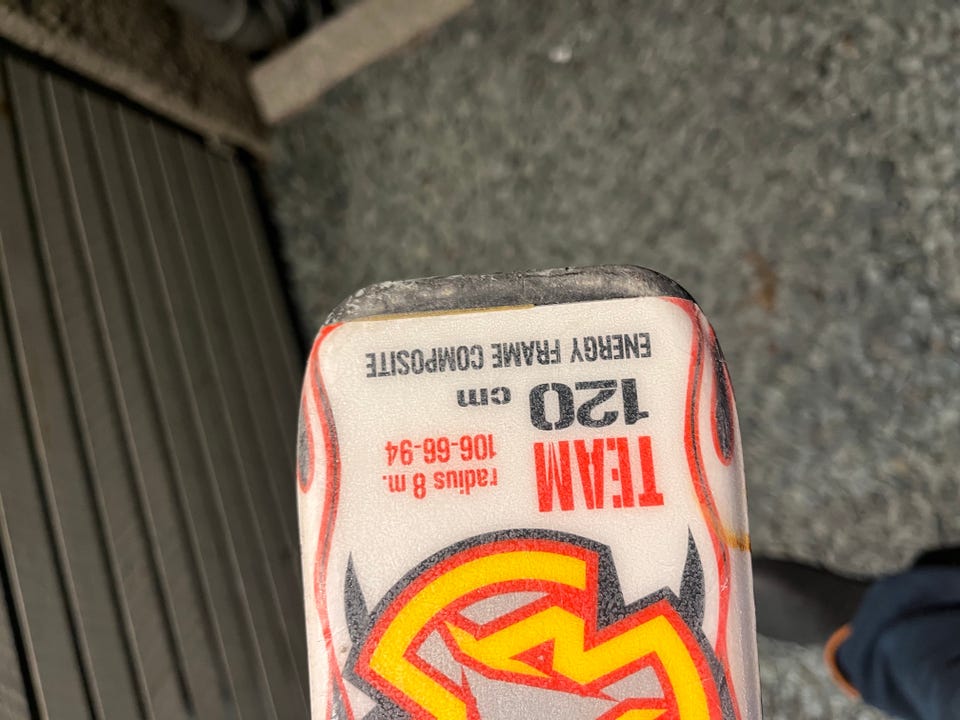 TEAM
radius 8 m.
106-66-94
120 cm
ENERGY FRAME COMPOSITE